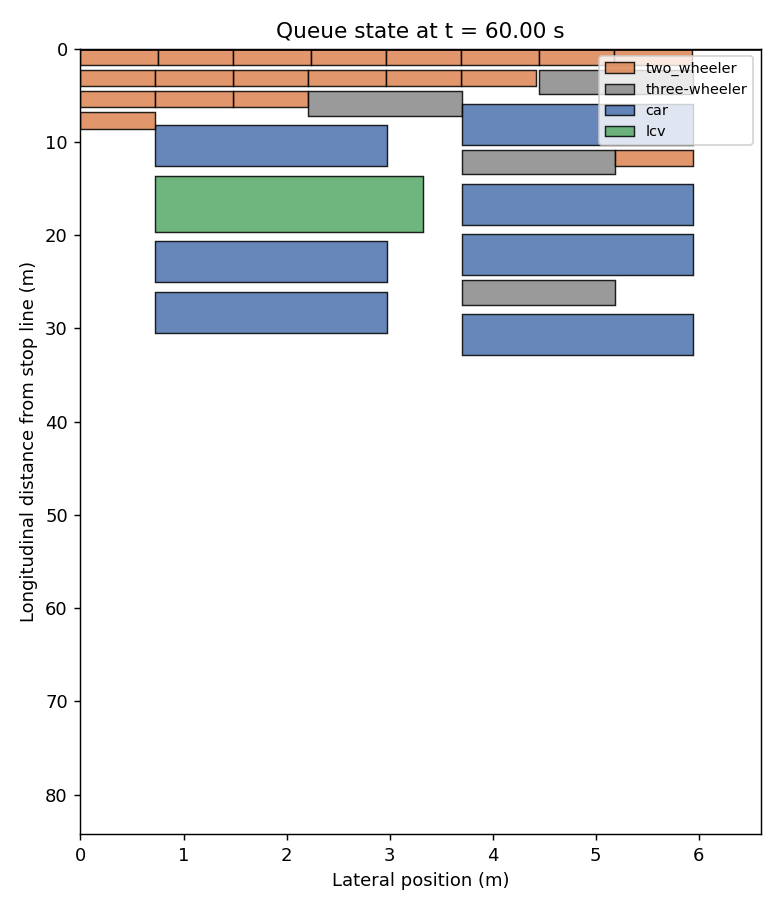 Queue state at t = 60.00 s
two_wheeler
three-wheeler
car
lcv
0
10
20
30
40
50
60
70
80
Longitudinal distance from stop line (m)
0 1 2 3 4 5 6
Lateral position (m)